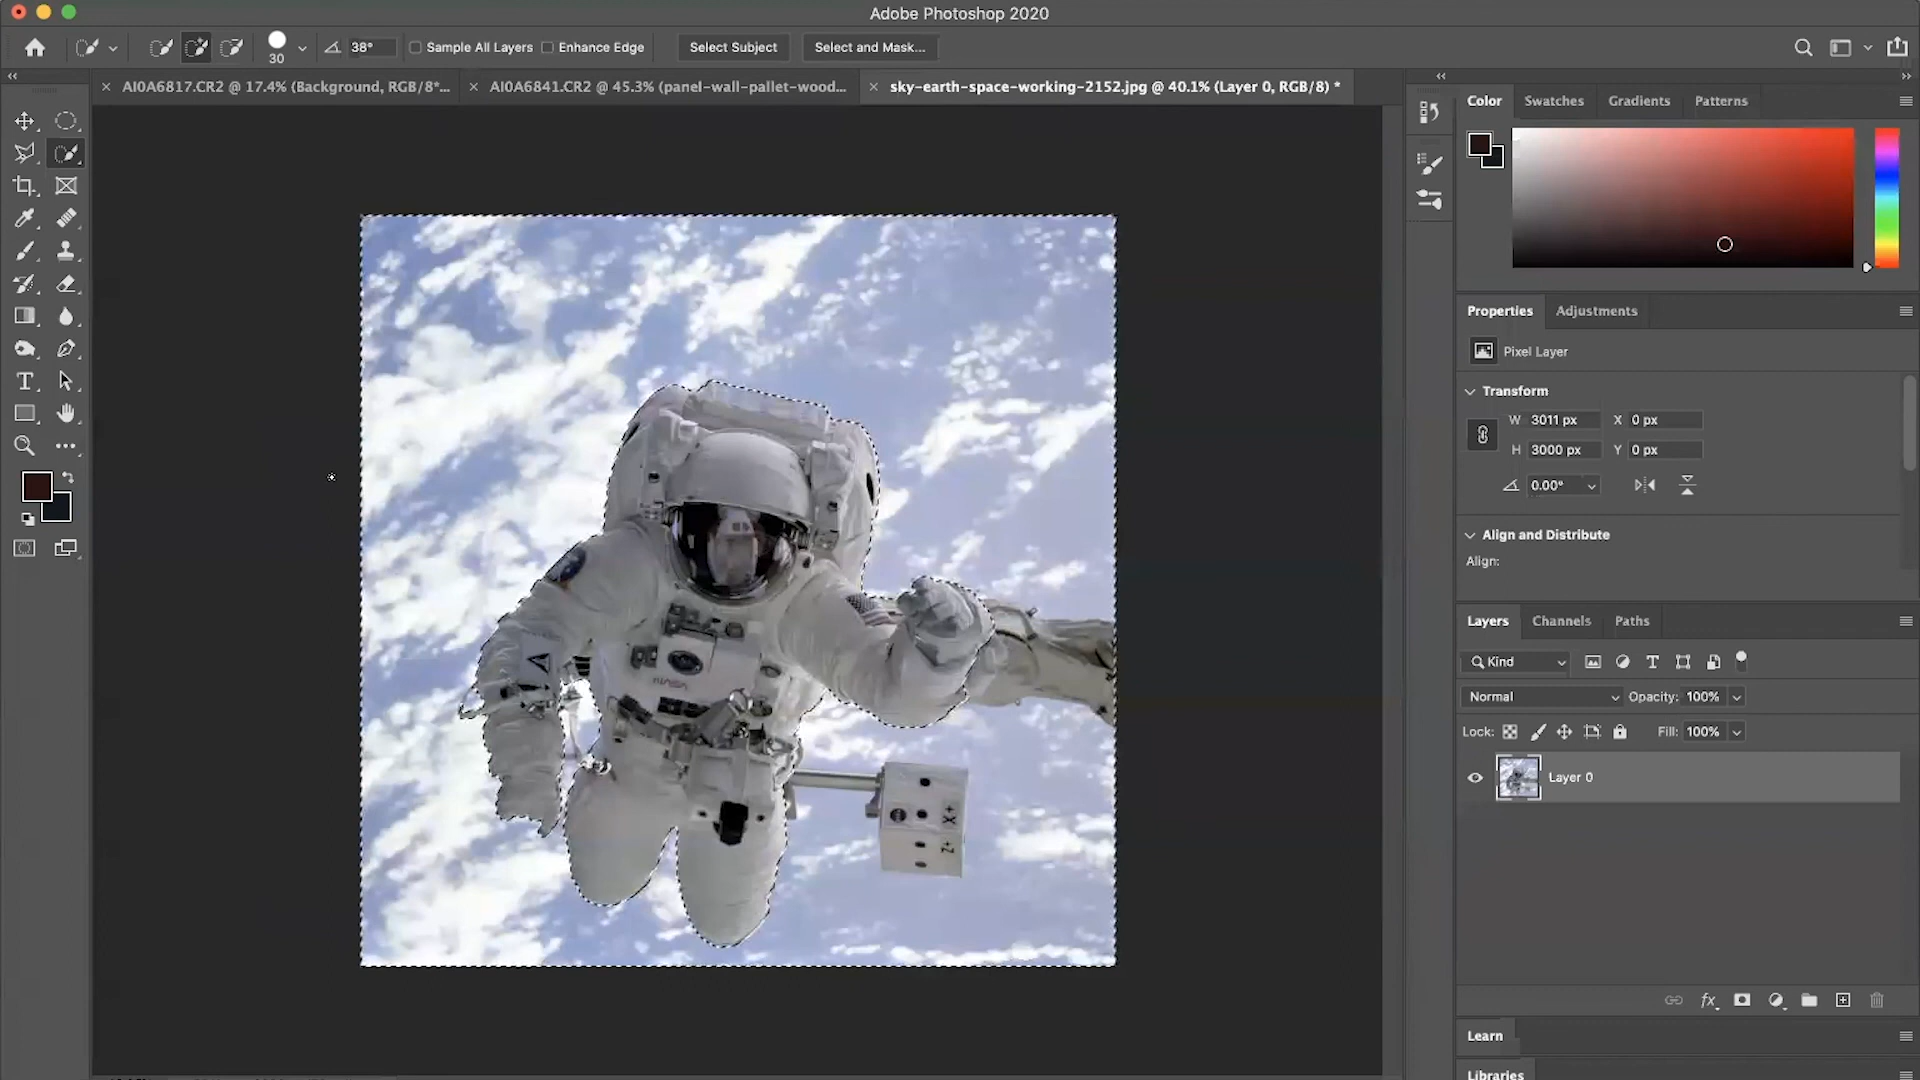 Adobe Photoshop 2020
30
38°
Sample All Layers
Enhance Edge
Select Subject
Select and Mask...
AI0A6817.CR2 @ 17.4% (Background, RGB/8*...
AI0A6841.CR2 @ 45.3% (panel-wall-pallet-wood...
sky-earth-space-working-2152.jpg @ 40.1% (Layer 0, RGB/8) *
Color
Swatches
Gradients
Patterns
Properties
Adjustments
Pixel Layer
Transform
W 3011 px X 0 px
H 3000 px Y 0 px
0.00°
Align and Distribute
Align:
Layers
Channels
Paths
Kind
Normal
Opacity: 100%
Lock:
Fill: 100%
Layer 0
fx
Learn
Libraries
NASA
X+
Z+